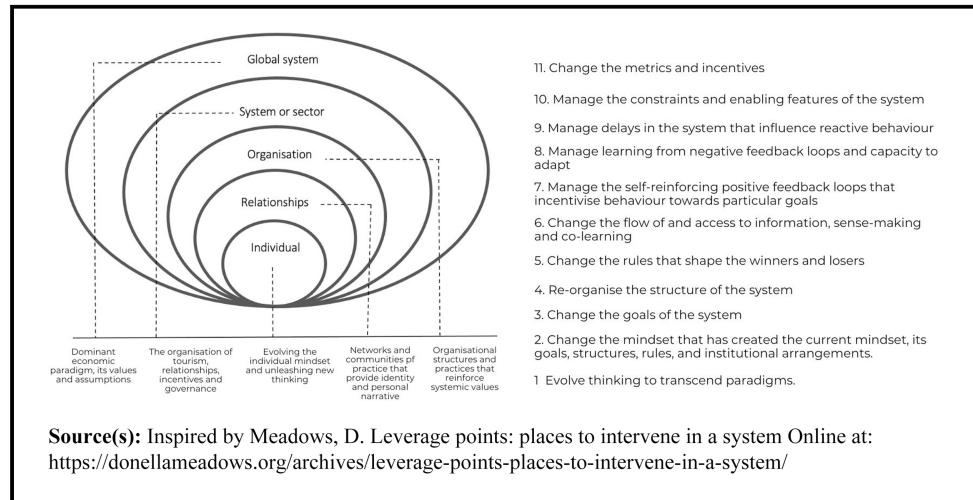 Global system
System or sector
Organisation
Relationships
Individual
Dominant
economic
paradigm, its values
and assumptions
The organisation of
tourism,
relationships,
incentives and
governance
Evolving the
individual mindset
and unleashing new
thinking
Networks and
communities pf
practice that
provide identity
and personal
narrative
Organisational
structures and
practices that
reinforce
systemic values
11. Change the metrics and incentives
10. Manage the constraints and enabling features of the system
9. Manage delays in the system that influence reactive behaviour
8. Manage learning from negative feedback loops and capacity to
adapt
7. Manage the self-reinforcing positive feedback loops that
incentivise behaviour towards particular goals
6. Change the flow of and access to information, sense-making
and co-learning
5. Change the rules that shape the winners and losers
4. Re-organise the structure of the system
3. Change the goals of the system
2. Change the mindset that has created the current mindset, its
goals, structures, rules, and institutional arrangements.
1 Evolve thinking to transcend paradigms.
Source(s): Inspired by Meadows, D. Leverage points: places to intervene in a system Online at:
https://donellameadows.org/archives/leverage-points-places-to-intervene-in-a-system/